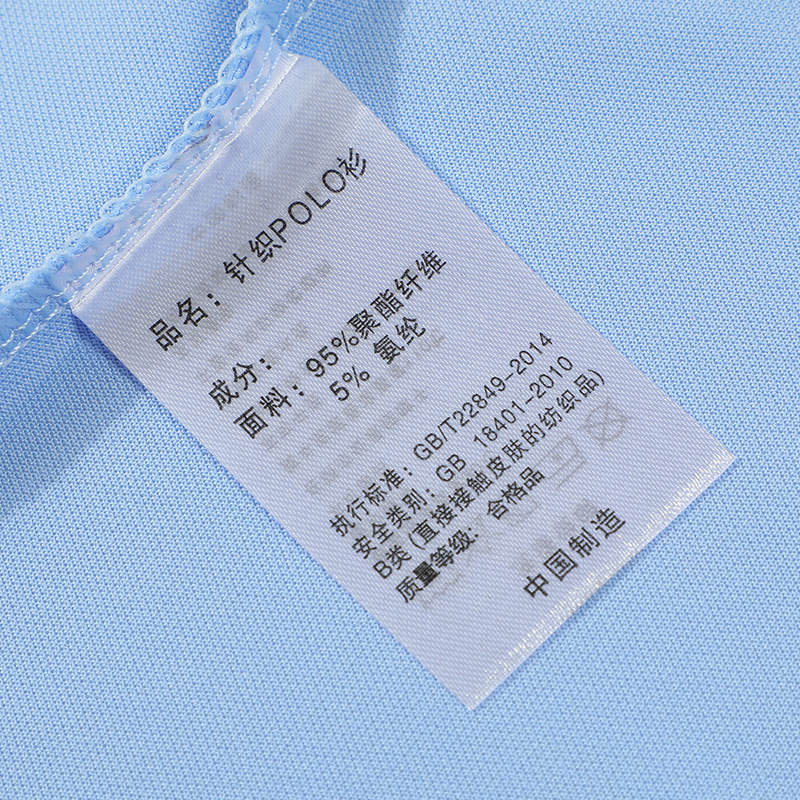 品名：针织POLO衫
成分：
面料：95%聚酯纤维
5% 氨纶
执行标准：GB/T22849-2014
安全类别：GB 18401-2010
B类 (直接接触皮肤的纺织品)
质量等级：合格品
中国制造